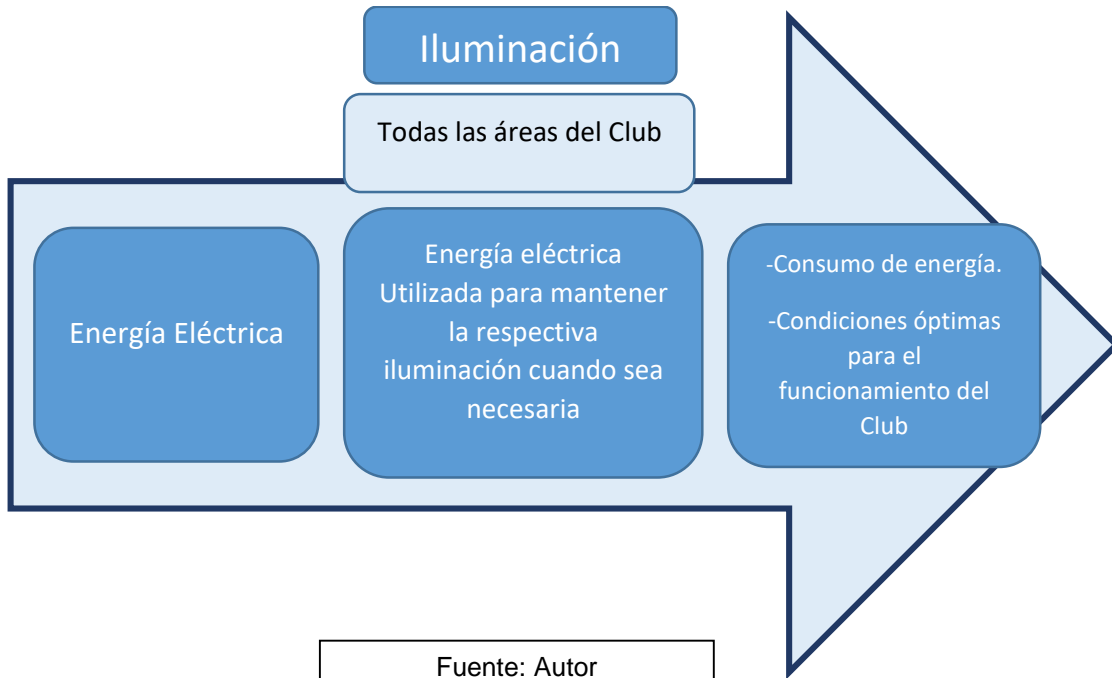 Iluminación
Todas las áreas del Club
Energía Eléctrica
Energía eléctrica
Utilizada para mantener
la respectiva
iluminación cuando sea
necesaria
-Consumo de energía.
-Condiciones óptimas
para el
funcionamiento del
Club
Fuente: Autor